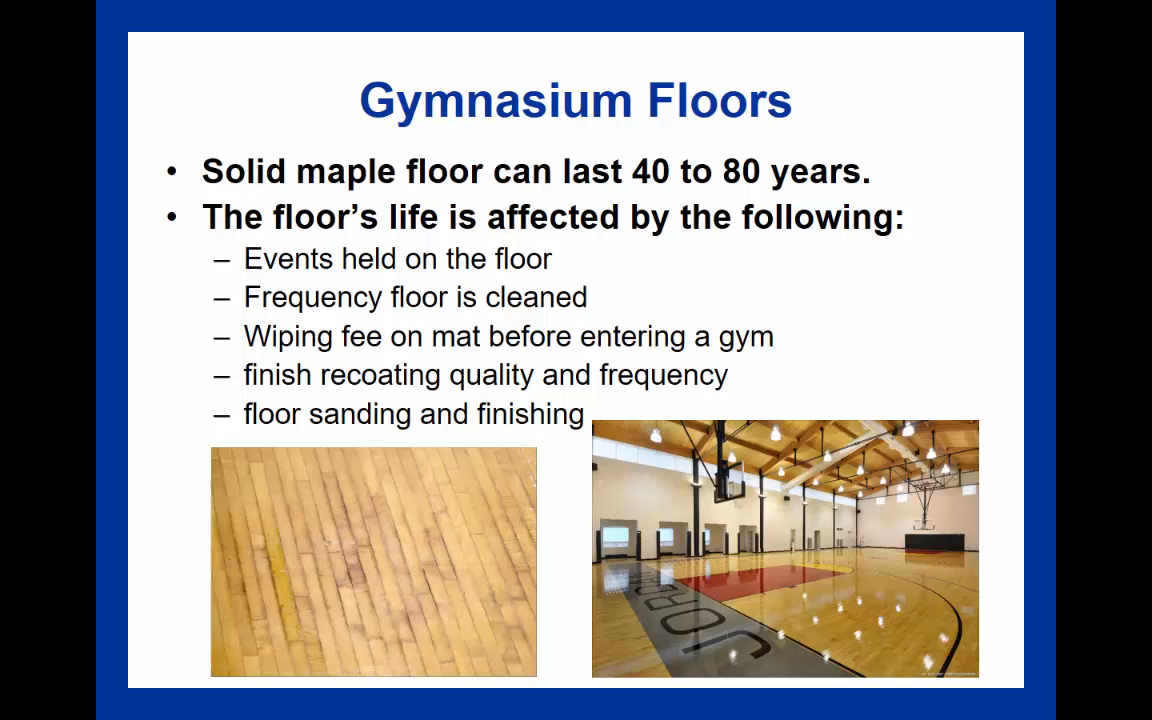 Gymnasium Floors
• Solid maple floor can last 40 to 80 years.
• The floor’s life is affected by the following:
– Events held on the floor
– Frequency floor is cleaned
– Wiping fee on mat before entering a gym
– finish recoating quality and frequency
– floor sanding and finishing